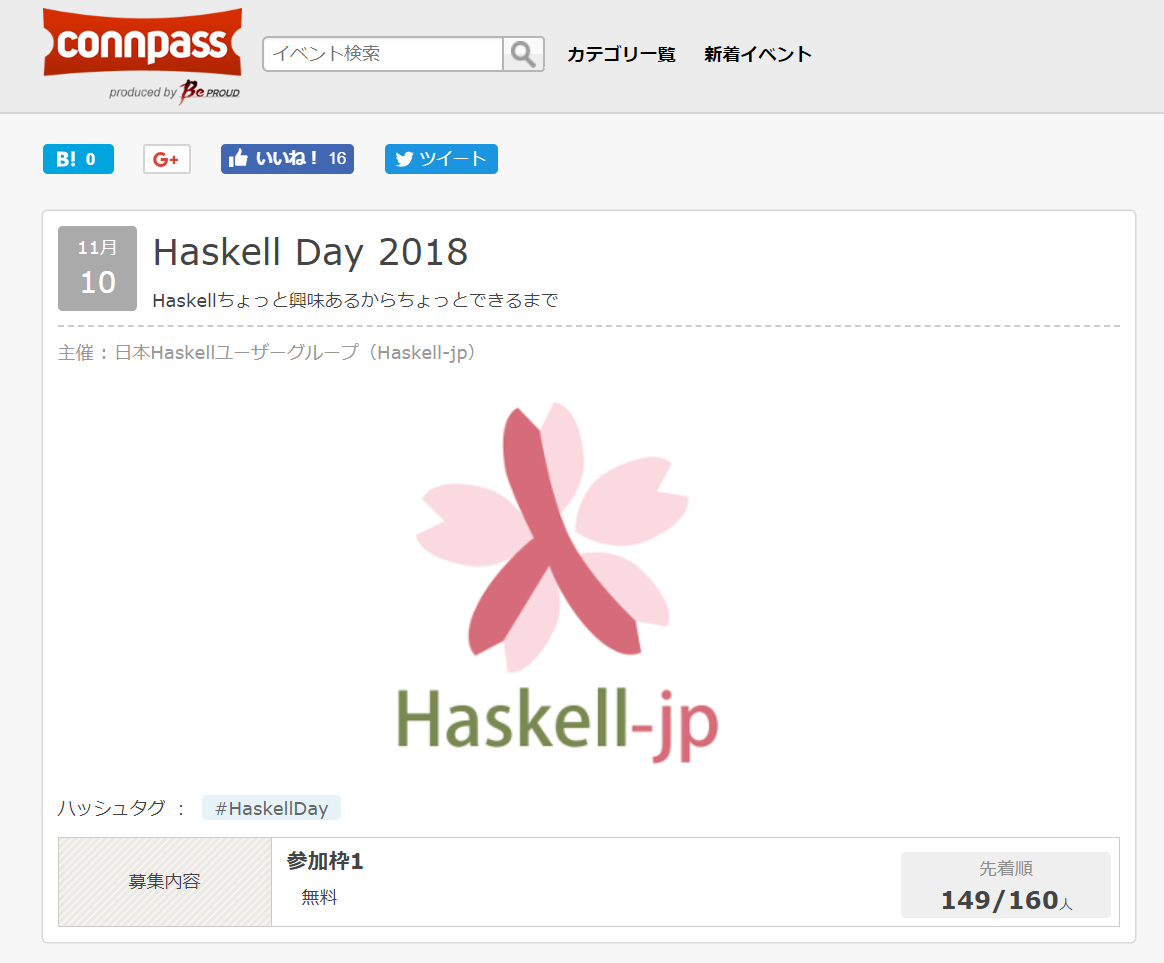 connpass
produced by Be PROUD
イベント検索
カテゴリ一覧 新着イベント
B! 0
G+
いいね！ 16
ツイート
11月
10
Haskell Day 2018
Haskellちょっと興味あるからちょっとできるまで
主催：日本Haskellユーザーグループ（Haskell-jp）
Haskell-jp
ハッシュタグ ： #HaskellDay
募集内容
参加枠1
無料
先着順
149/160人